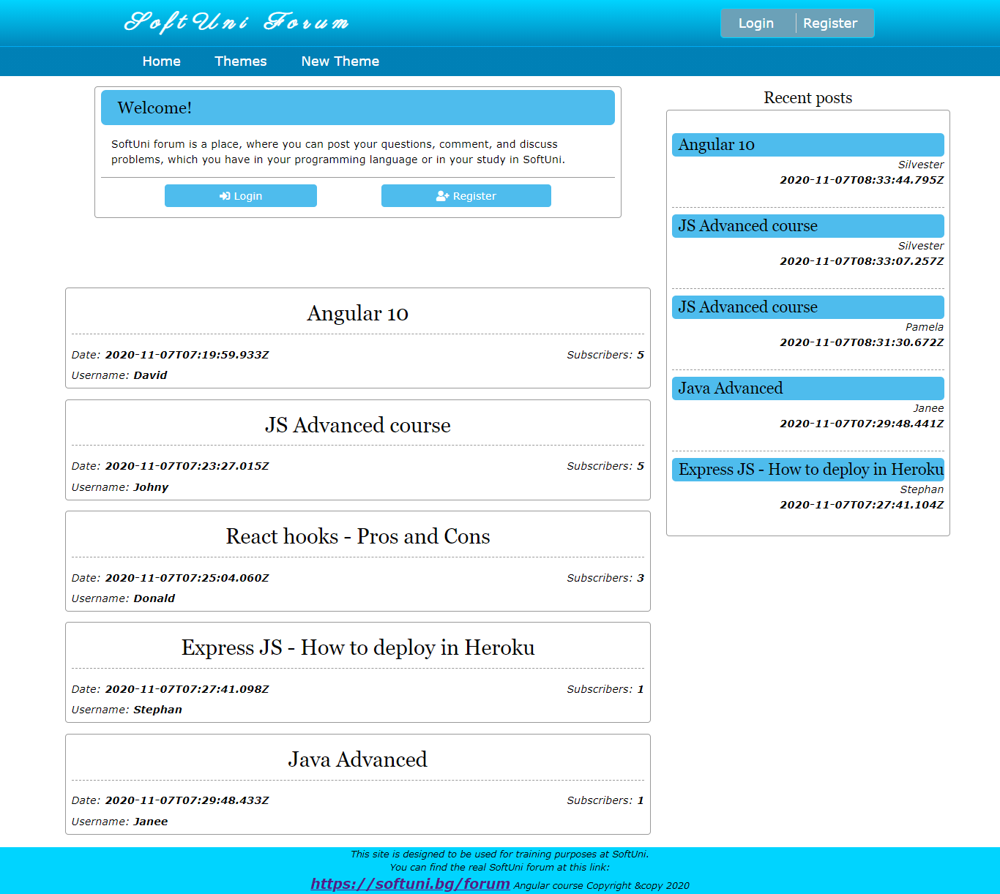 SoftUni Forum
Login
Register
Home
Themes
New Theme
Welcome!
SoftUni forum is a place, where you can post your questions, comment, and discuss
problems, which you have in your programming language or in your study in SoftUni.
Login
Register
Angular 10
Date: 2020-11-07T07:19:59.933Z
Subscribers: 5
Username: David
JS Advanced course
Date: 2020-11-07T07:23:27.015Z
Subscribers: 5
Username: Johny
React hooks - Pros and Cons
Date: 2020-11-07T07:25:04.060Z
Subscribers: 3
Username: Donald
Express JS - How to deploy in Heroku
Date: 2020-11-07T07:27:41.098Z
Subscribers: 1
Username: Stephan
Java Advanced
Date: 2020-11-07T07:29:48.433Z
Subscribers: 1
Username: Janee
Recent posts
Angular 10
Silvester
2020-11-07T08:33:44.795Z
JS Advanced course
Silvester
2020-11-07T08:33:07.257Z
JS Advanced course
Pamela
2020-11-07T08:31:30.672Z
Java Advanced
Janee
2020-11-07T07:29:48.441Z
Express JS - How to deploy in Heroku
Stephan
2020-11-07T07:27:41.104Z
This site is designed to be used for training purposes at SoftUni.
You can find the real SoftUni forum at this link:
https://softuni.bg/forum Angular course Copyright &copy 2020